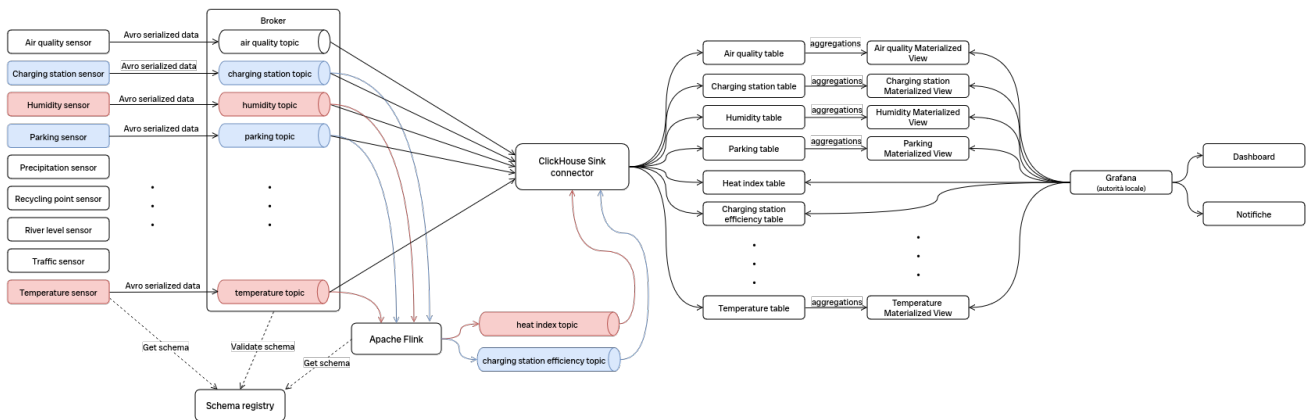 Broker
Air quality sensor
Avro serialized data
air quality topic
Charging station sensor
Avro serialized data
charging station topic
Humidity sensor
Avro serialized data
humidity topic
Parking sensor
Avro serialized data
parking topic
Precipitation sensor
Recycling point sensor
River level sensor
Traffic sensor
Temperature sensor
Avro serialized data
temperature topic
Get schema
Validate schema
Get schema
Schema registry
Apache Flink
heat index topic
charging station efficiency topic
ClickHouse Sink
connector
Air quality table
aggregations
Air quality Materialized
View
Charging station table
aggregations
Charging station
Materialized View
Humidity table
aggregations
Humidity Materialized
View
Parking table
aggregations
Parking
Materialized View
Heat index table
Charging station
efficiency table
Temperature table
aggregations
Temperature
Materialized View
Grafana
(autorità locale)
Dashboard
Notifiche